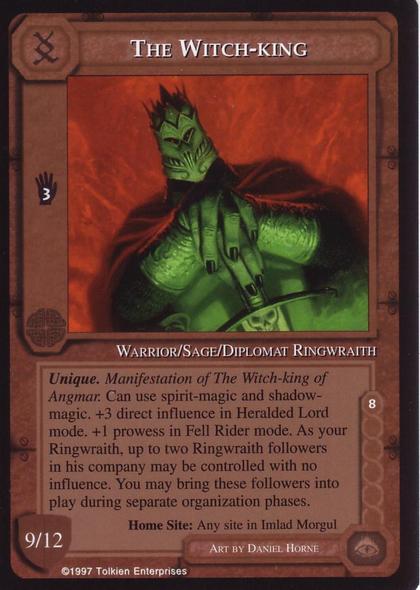 THE WITCH-KING
3
WARRIOR/SAGE/DIPLOMAT RINGWRAITH
Unique. Manifestation of The Witch-king of
Angmar. Can use spirit-magic and shadow-
magic. +3 direct influence in Heralded Lord
mode. +1 prowess in Fell Rider mode. As your
Ringwraith, up to two Ringwraith followers
in his company may be controlled with no
influence. You may bring these followers into
play during separate organization phases.
8
Home Site: Any site in Imlad Morgul
9/12
ART BY DANIEL HORNE
©1997 Tolkien Enterprises